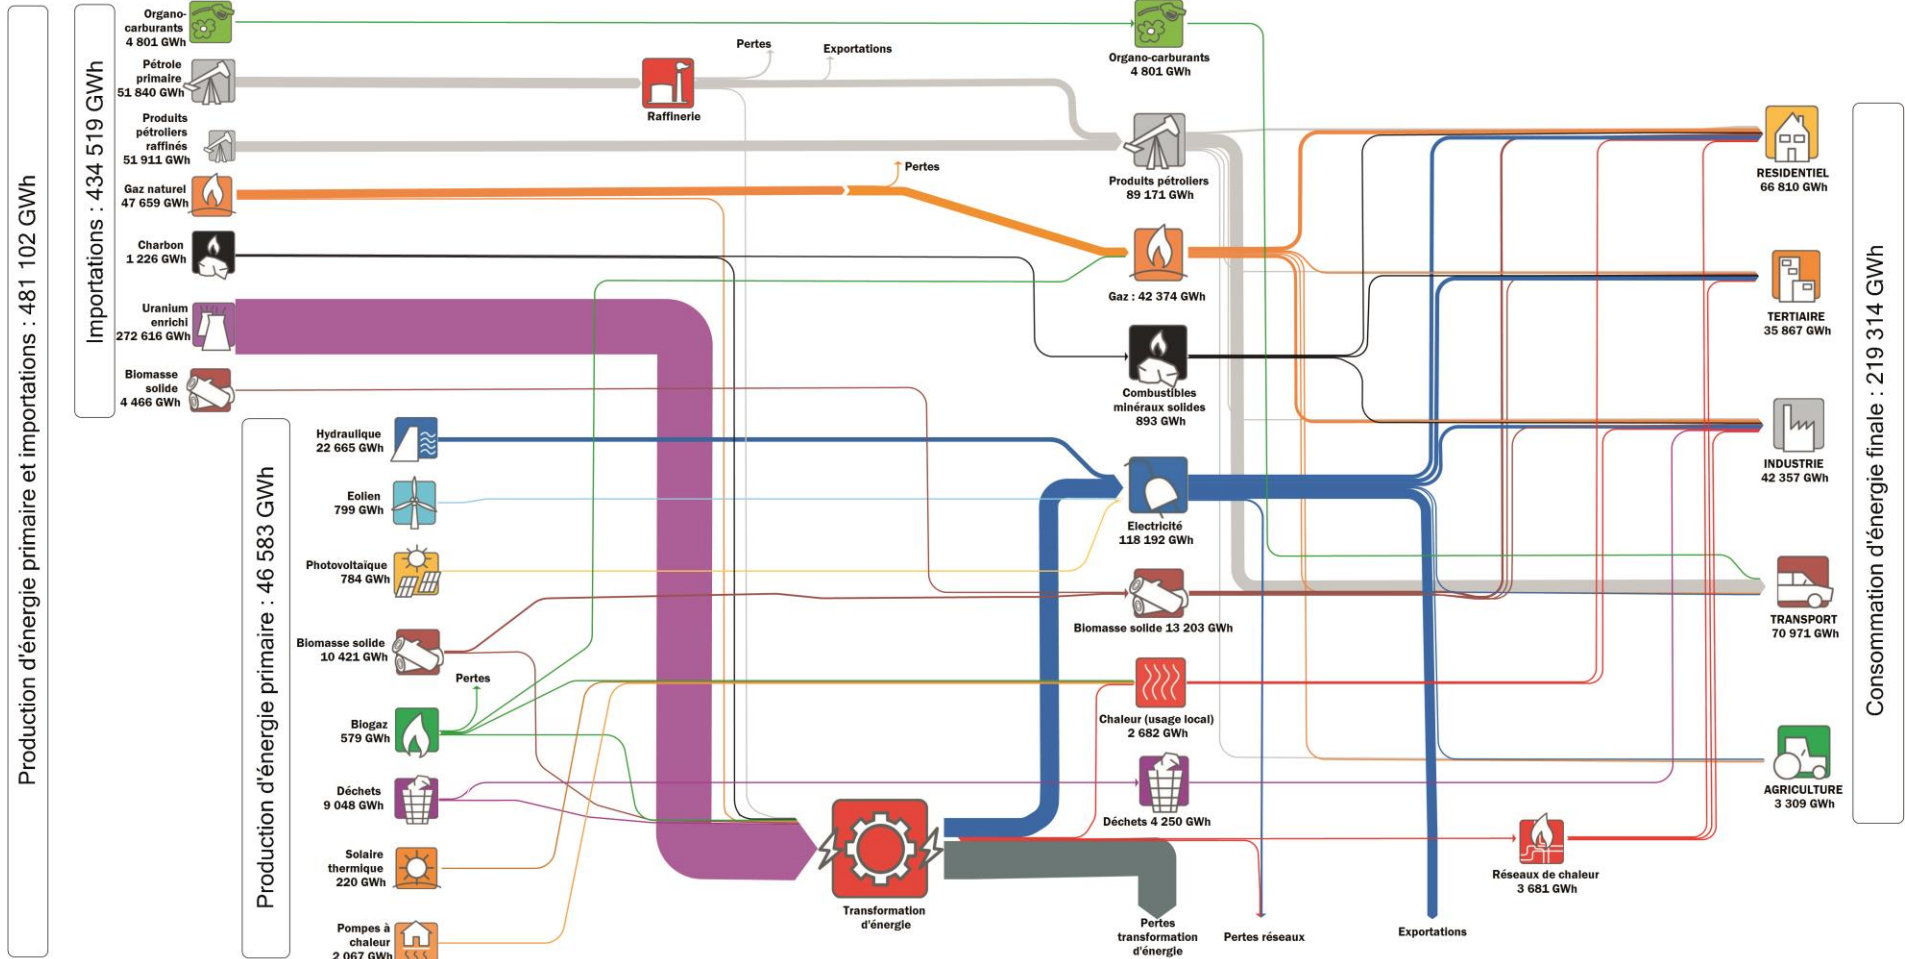 Production d'énergie primaire et importations : 481 102 GWh
Importations : 434 519 GWh
Organo-
carburants
4 801 GWh
Pétrole
primaire
51 840 GWh
Produits
pétroliers
raffinés
51 911 GWh
Gaz naturel
47 659 GWh
Charbon
1 226 GWh
Uranium
enrichi
272 616 GWh
Biomasse
solide
4 466 GWh
Production d'énergie primaire : 46 583 GWh
Hydraulique
22 665 GWh
Eolien
799 GWh
Photovoltaïque
784 GWh
Biomasse solide
10 421 GWh
Pertes
Biogaz
579 GWh
Déchets
9 048 GWh
Solaire
thermique
220 GWh
Pompes à
chaleur
2 067 GWh
Raffinerie
Pertes
Exportations
Pertes
Transformation
d'énergie
Organo-carburants
4 801 GWh
Produits pétroliers
89 171 GWh
Gaz : 42 374 GWh
Combustibles
minéraux solides
893 GWh
Electricité
118 192 GWh
Biomasse solide 13 203 GWh
Chaleur (usage local)
2 682 GWh
Déchets 4 250 GWh
Pertes
transformation
d'énergie
Pertes réseaux
Exportations
Réseaux de chaleur
3 681 GWh
RESIDENTIEL
66 810 GWh
TERTIAIRE
35 867 GWh
INDUSTRIE
42 357 GWh
TRANSPORT
70 971 GWh
AGRICULTURE
3 309 GWh
Consommation d'énergie finale : 219 314 GWh